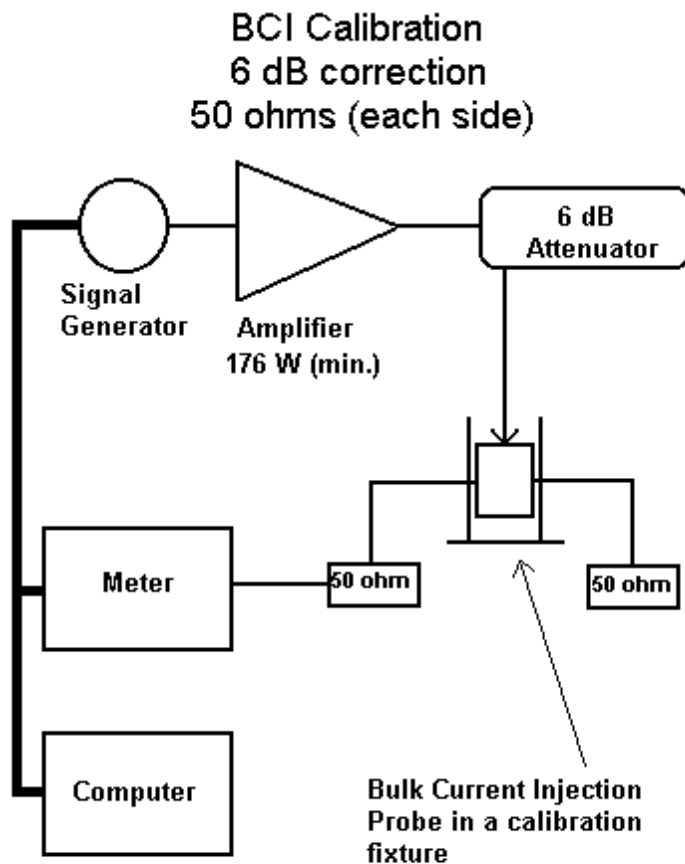 BCI Calibration
6 dB correction
50 ohms (each side)
6 dB
Attenuator
Signal
Generator
Amplifier
176 W (min.)
Meter
50 ohm
50 ohm
Computer
Bulk Current Injection
Probe in a calibration
fixture